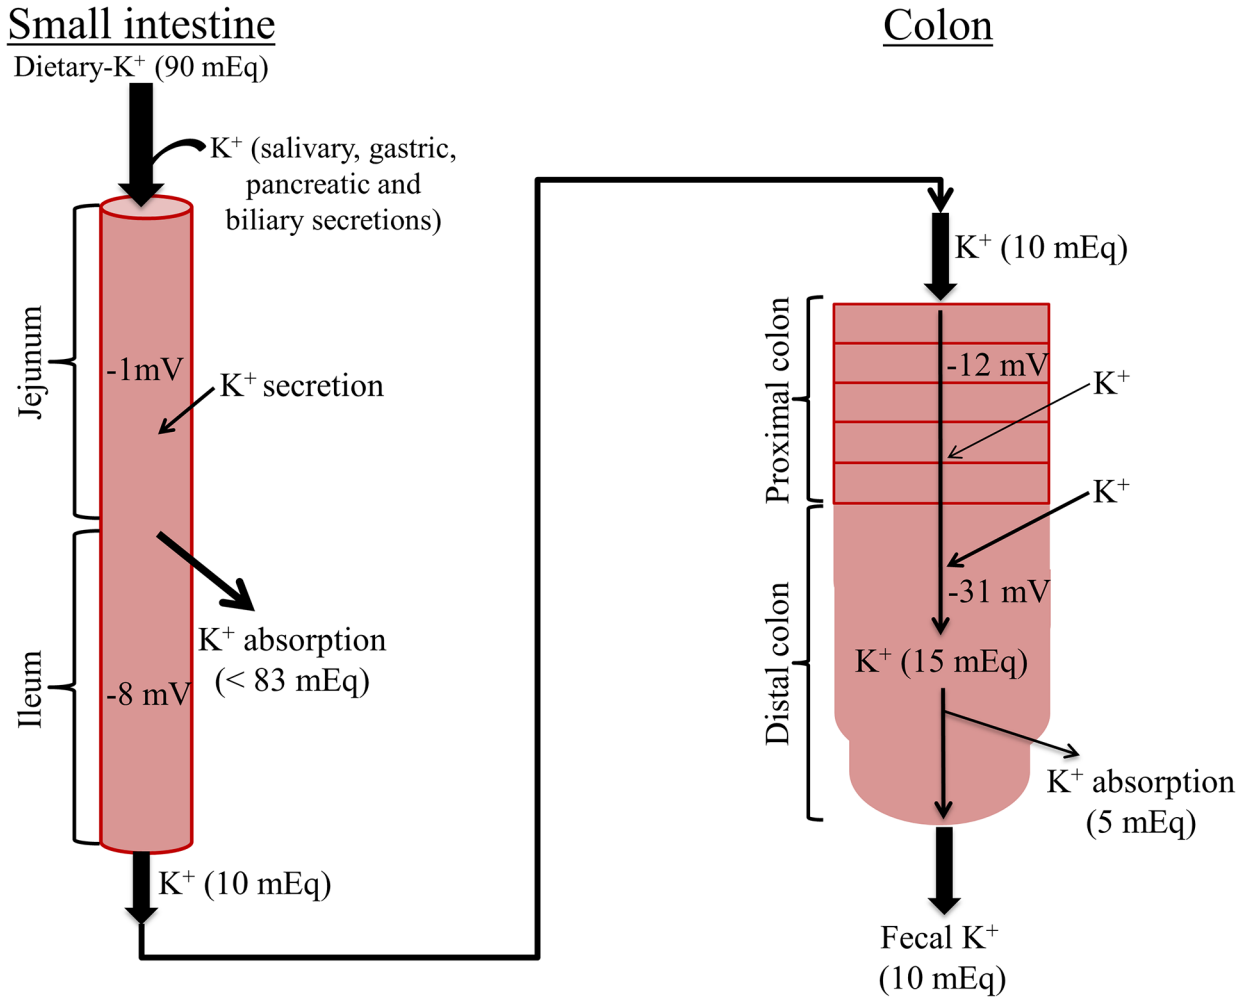 Small intestine
Dietary-K⁺ (90 mEq)
K⁺ (salivary, gastric,
pancreatic and
biliary secretions)
Jejunum
-1mV
K⁺ secretion
K⁺ absorption
(< 83 mEq)
Ileum
-8 mV
K⁺ (10 mEq)
Colon
K⁺ (10 mEq)
Proximal colon
-12 mV
K⁺
K⁺
Distal colon
-31 mV
K⁺ (15 mEq)
K⁺ absorption
(5 mEq)
Fecal K⁺
(10 mEq)